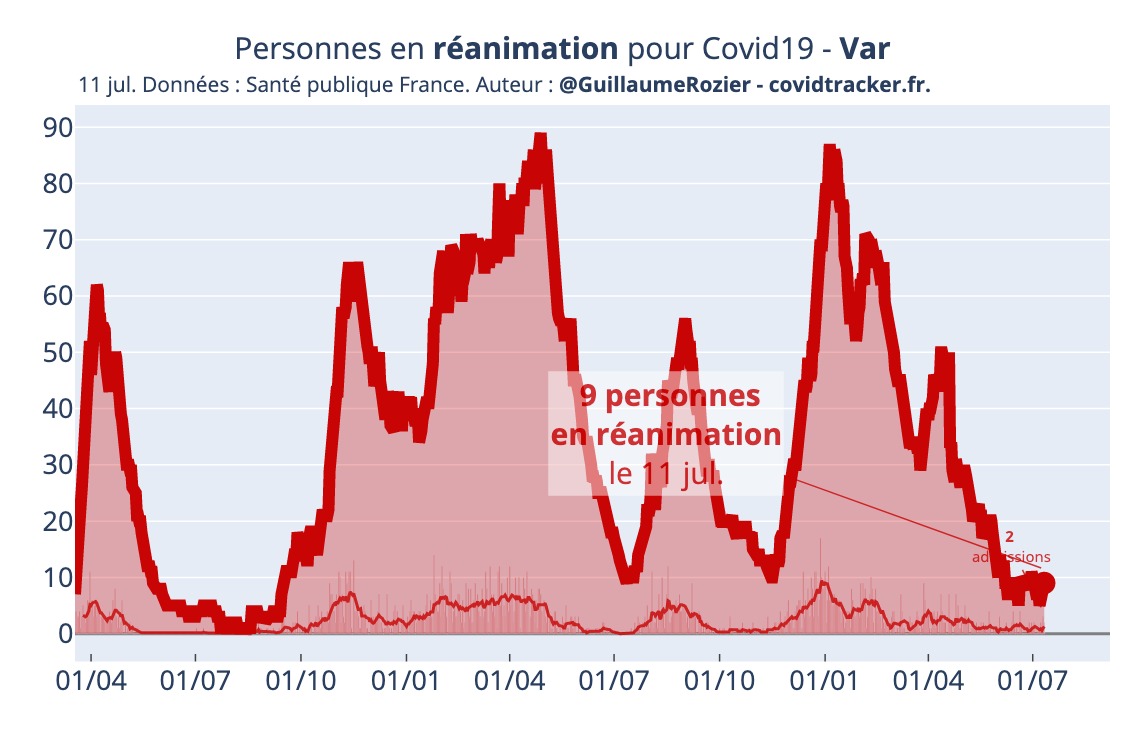 Personnes en réanimation pour Covid19 - Var
11 jul. Données : Santé publique France. Auteur : @GuillaumeRozier - covidtracker.fr.
90
80
70
60
50
40
30
20
10
0
9 personnes
en réanimation
le 11 jul.
2
admissions
01/04 01/07 01/10 01/01 01/04 01/07 01/10 01/01 01/04 01/07